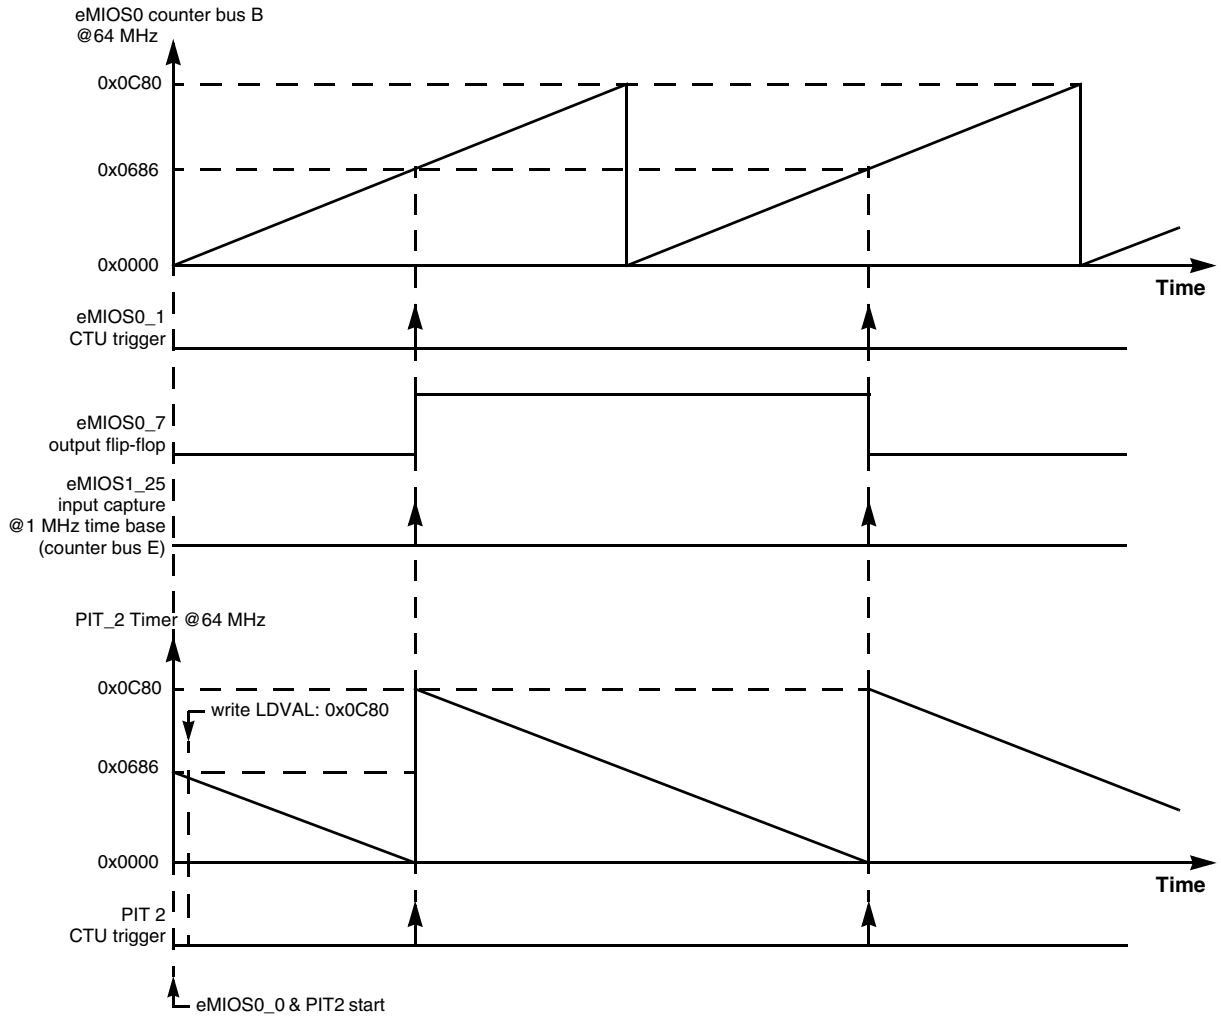 eMIOS0 counter bus B
@64 MHz
0x0C80
0x0686
0x0000
Time
eMIOS0_1
CTU trigger
eMIOS0_7
output flip-flop
eMIOS1_25
input capture
@1 MHz time base
(counter bus E)
PIT_2 Timer @64 MHz
0x0C80
write LDVAL: 0x0C80
0x0686
0x0000
Time
PIT 2
CTU trigger
eMIOS0_0 & PIT2 start